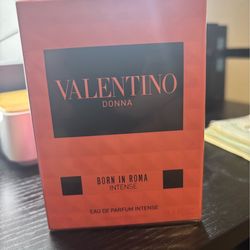 VALENTINO
DONNA
BORN IN ROMA
INTENSE
EAU DE PARFUM INTENSE